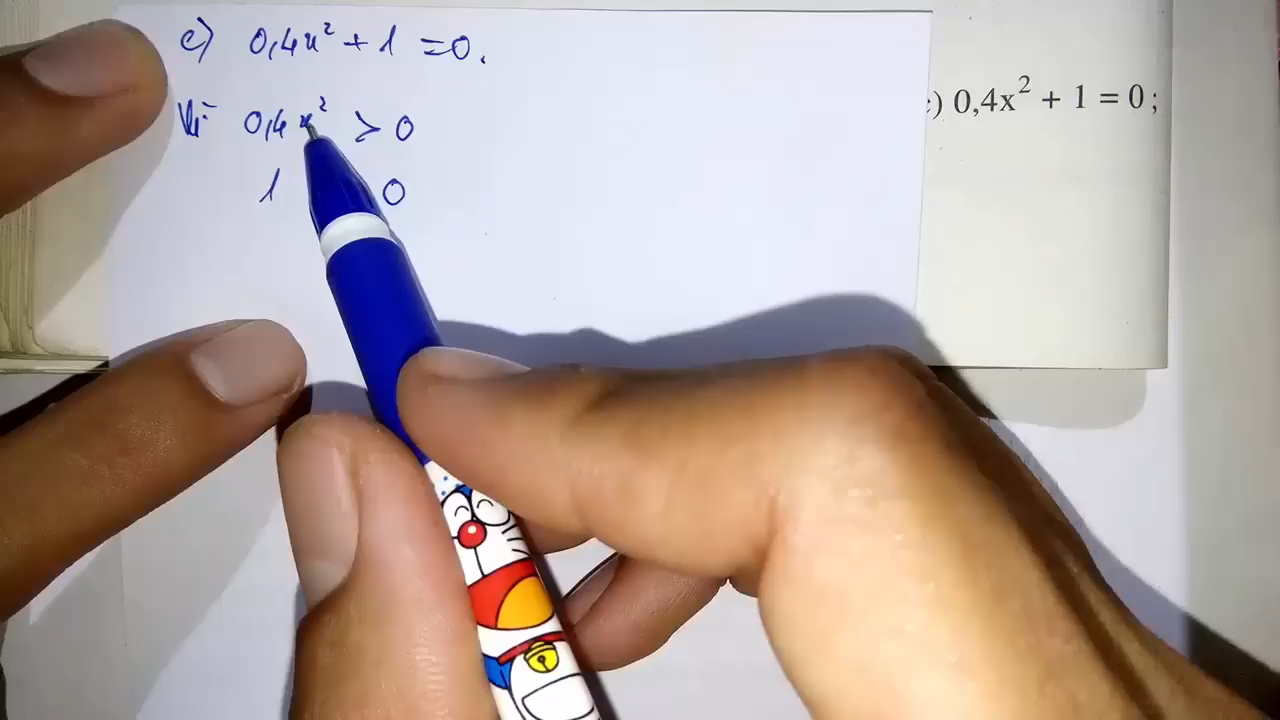 c) 0,4x² + 1 = 0.
Vì 0,4x² > 0
1 0
c) 0,4x² + 1 = 0 ;